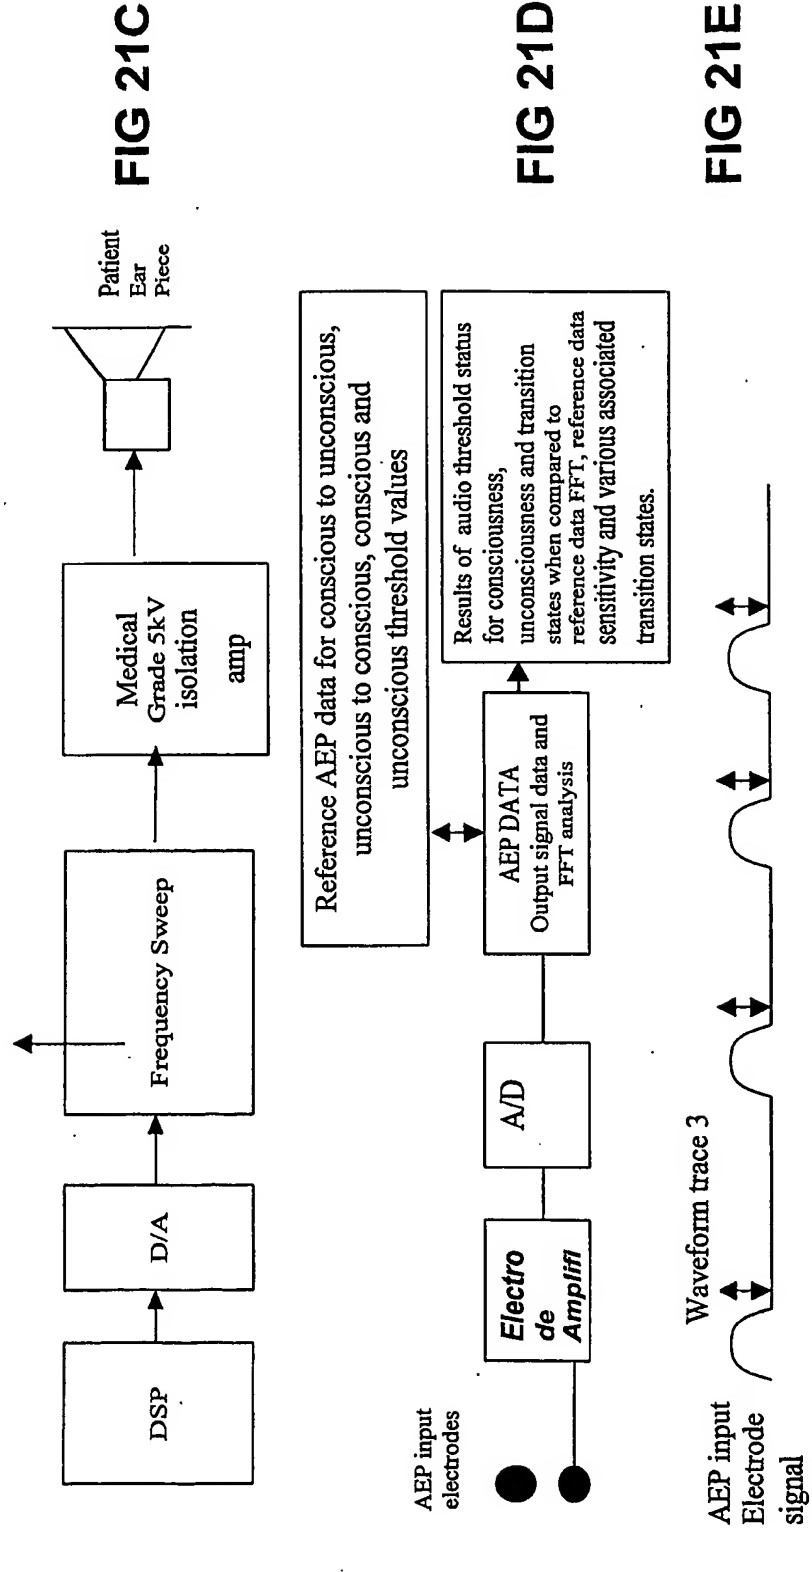 FIG 21C
DSP
D/A
Frequency Sweep
Medical
Grade 5kV
isolation
amp
Patient
Ear
Piece
FIG 21D
Reference AEP data for conscious to unconscious,
unconscious to conscious, conscious and
unconscious threshold values
AEP input
electrodes
Electro
de
Amplifi
A/D
AEP DATA
Output signal data and
FFT analysis
Results of audio threshold status
for consciousness,
unconsciousness and transition
states when compared to
reference data FFT, reference data
sensitivity and various associated
transition states.
FIG 21E
AEP input
Electrode
signal
Waveform trace 3